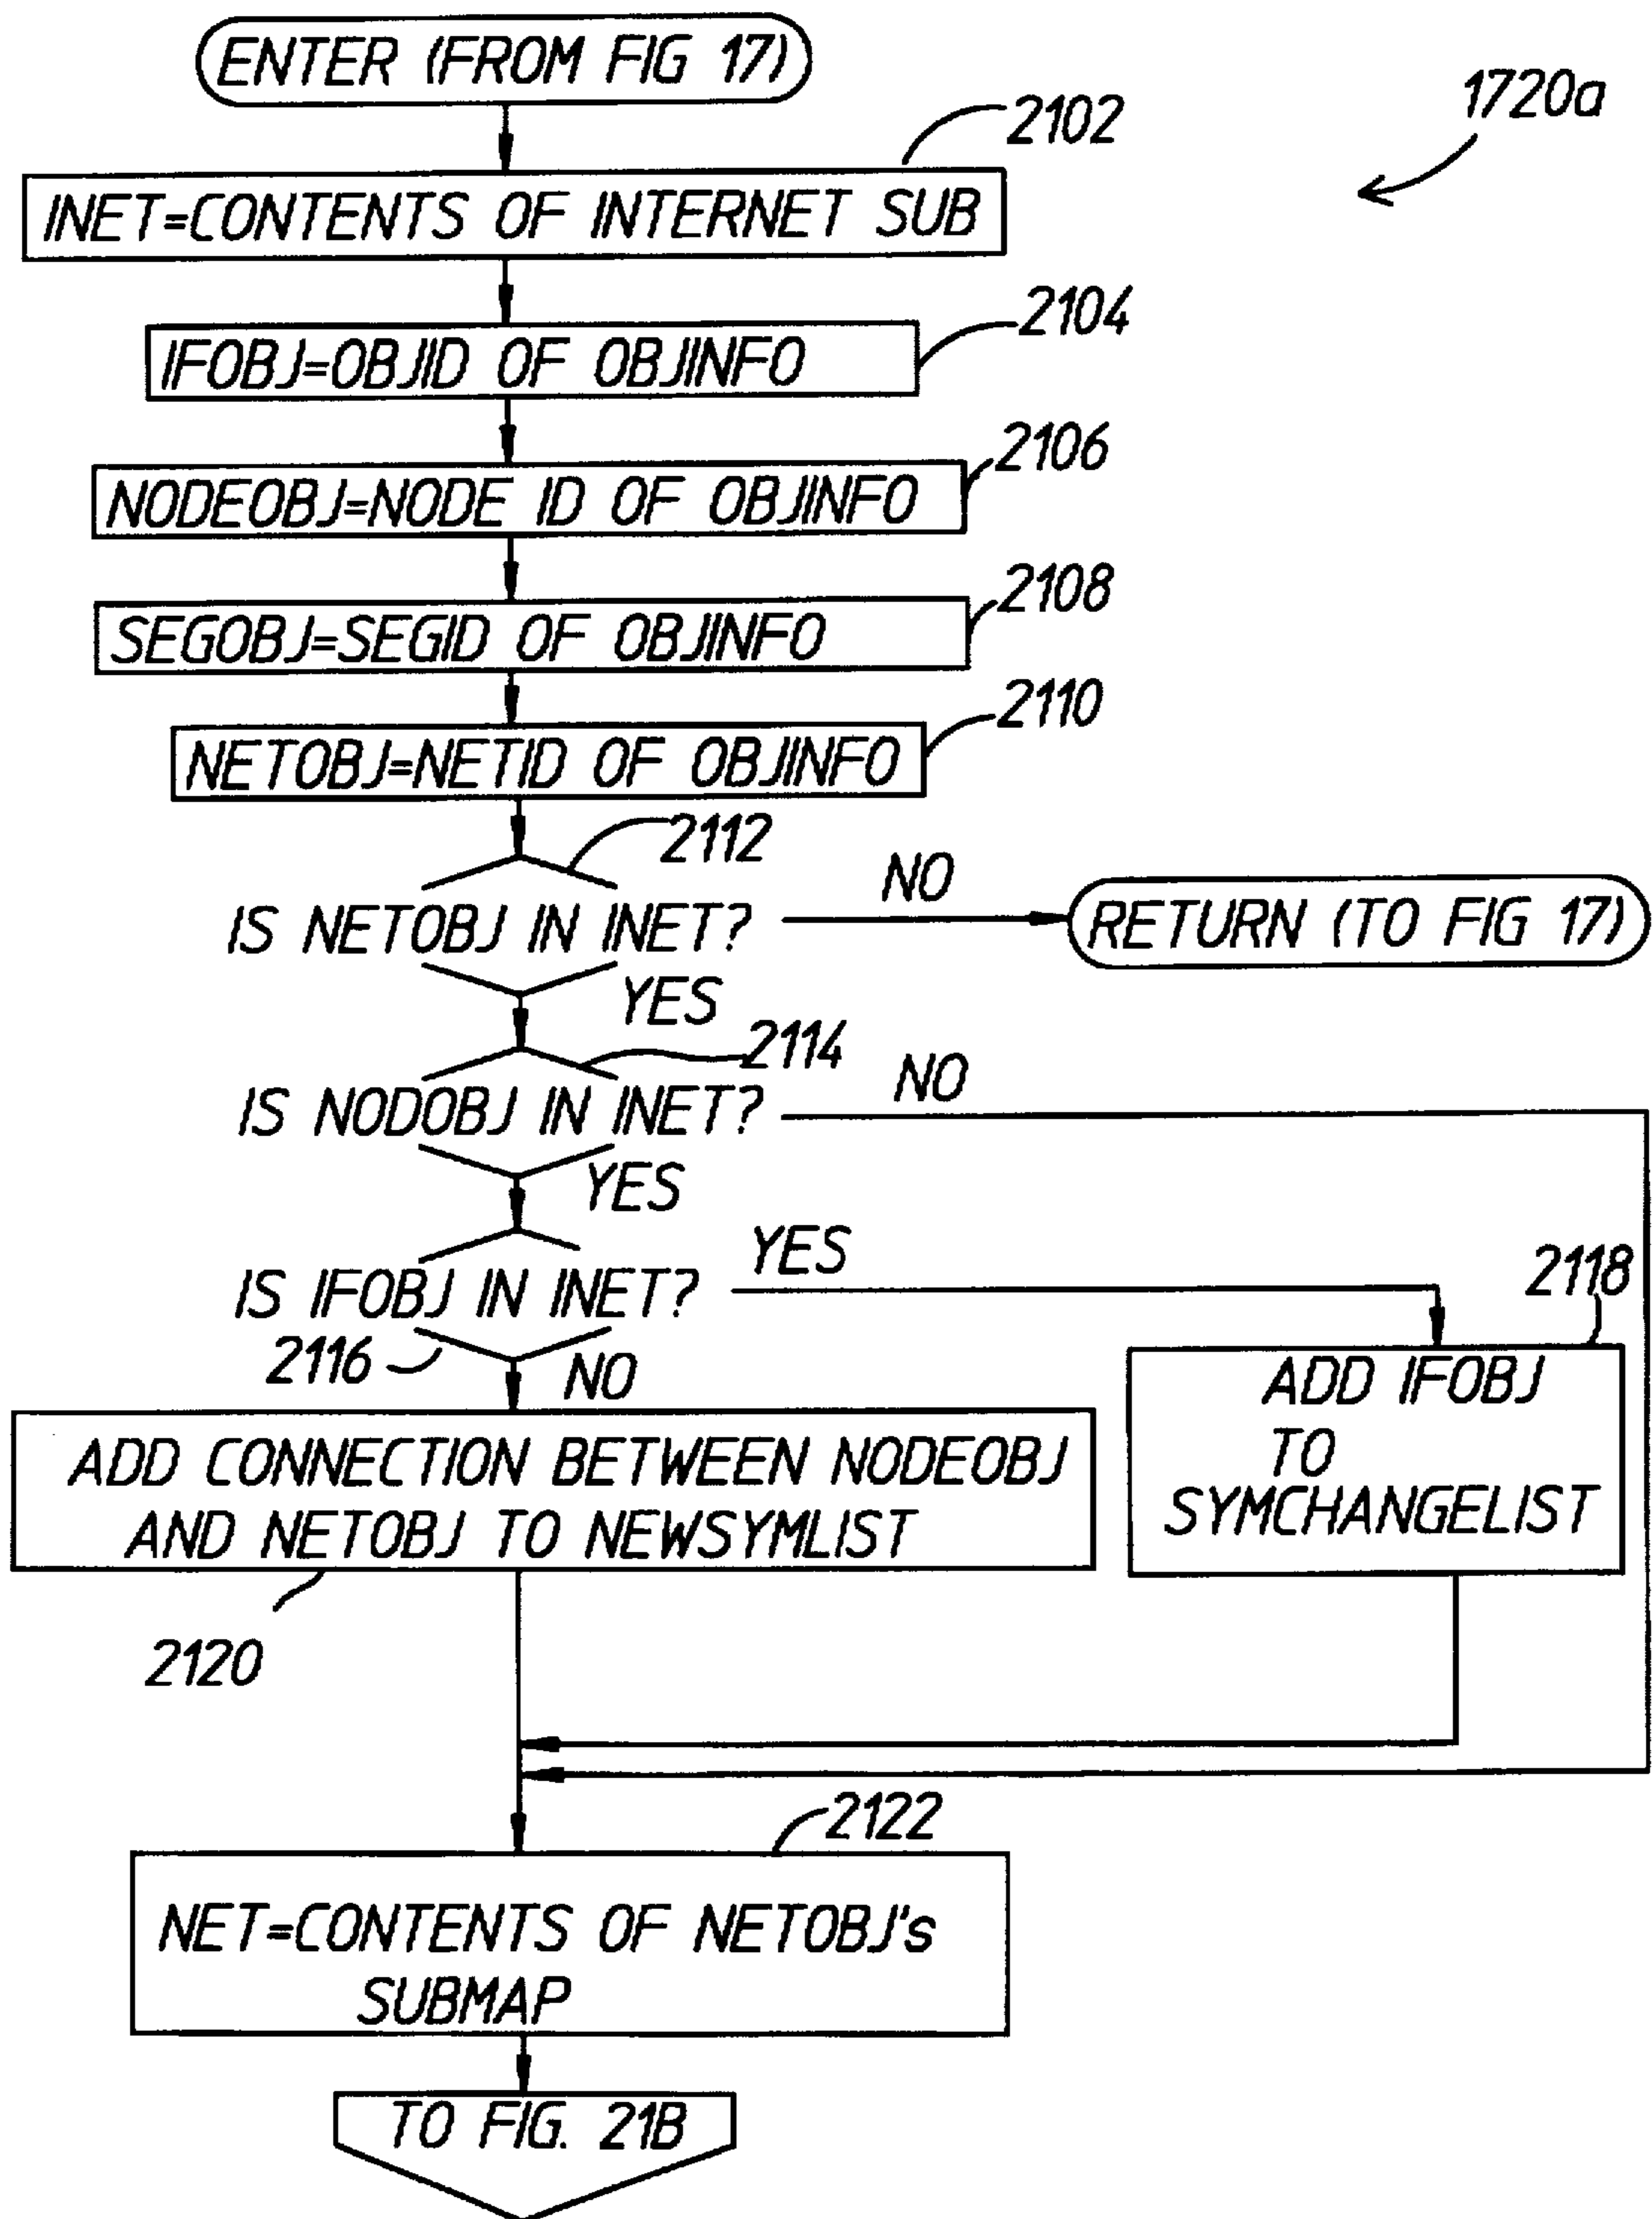 ENTER (FROM FIG 17)
1720a
2102
INET=CONTENTS OF INTERNET SUB
2104
IFOBJ=OBJID OF OBJINFO
2106
NODEOBJ=NODE ID OF OBJINFO
2108
SEGOBJ=SEGID OF OBJINFO
2110
NETOBJ=NETID OF OBJINFO
2112
IS NETOBJ IN INET?
NO
RETURN (TO FIG 17)
YES
2114
IS NODOBJ IN INET?
NO
YES
IS IFOBJ IN INET?
YES
2118
2116
NO
ADD IFOBJ
TO
SYMCHANGELIST
ADD CONNECTION BETWEEN NODEOBJ
AND NETOBJ TO NEWSYMLIST
2120
2122
NET=CONTENTS OF NETOBJ's
SUBMAP
TO FIG. 21B